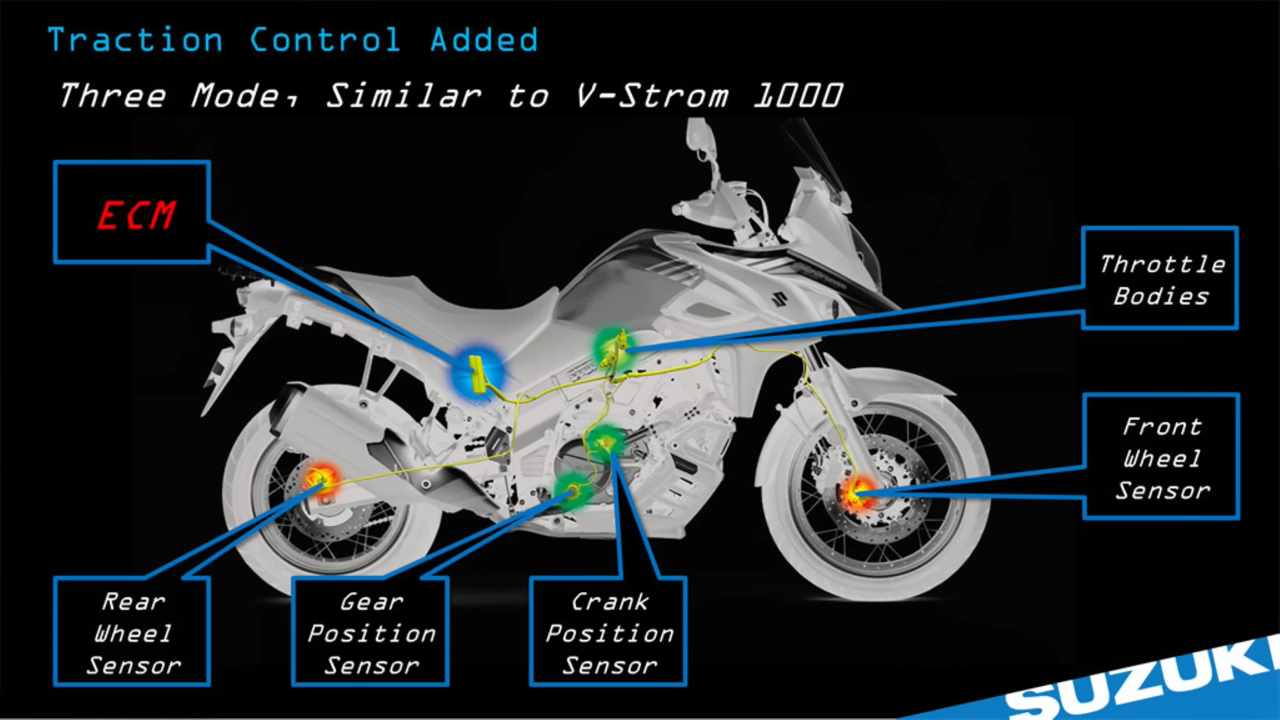 Traction Control Added
Three Mode, Similar to V-Strom 1000
ECM
Throttle
Bodies
Front
Wheel
Sensor
Rear
Wheel
Sensor
Gear
Position
Sensor
Crank
Position
Sensor
SUZUKI